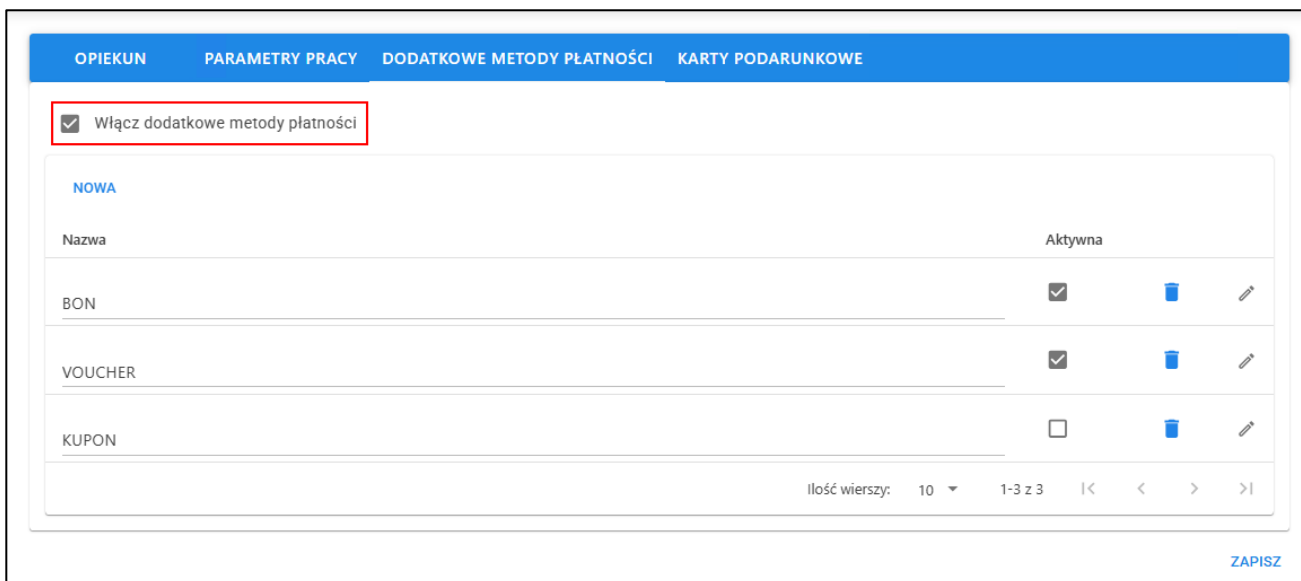 OPIEKUN PARAMETRY PRACY DODATKOWE METODY PŁATNOŚCI KARTY PODARUNKOWE
Włącz dodatkowe metody płatności
NOWA
Nazwa Aktywna
BON
VOUCHER
KUPON
Ilość wierszy: 10 1-3 z 3
ZAPISZ